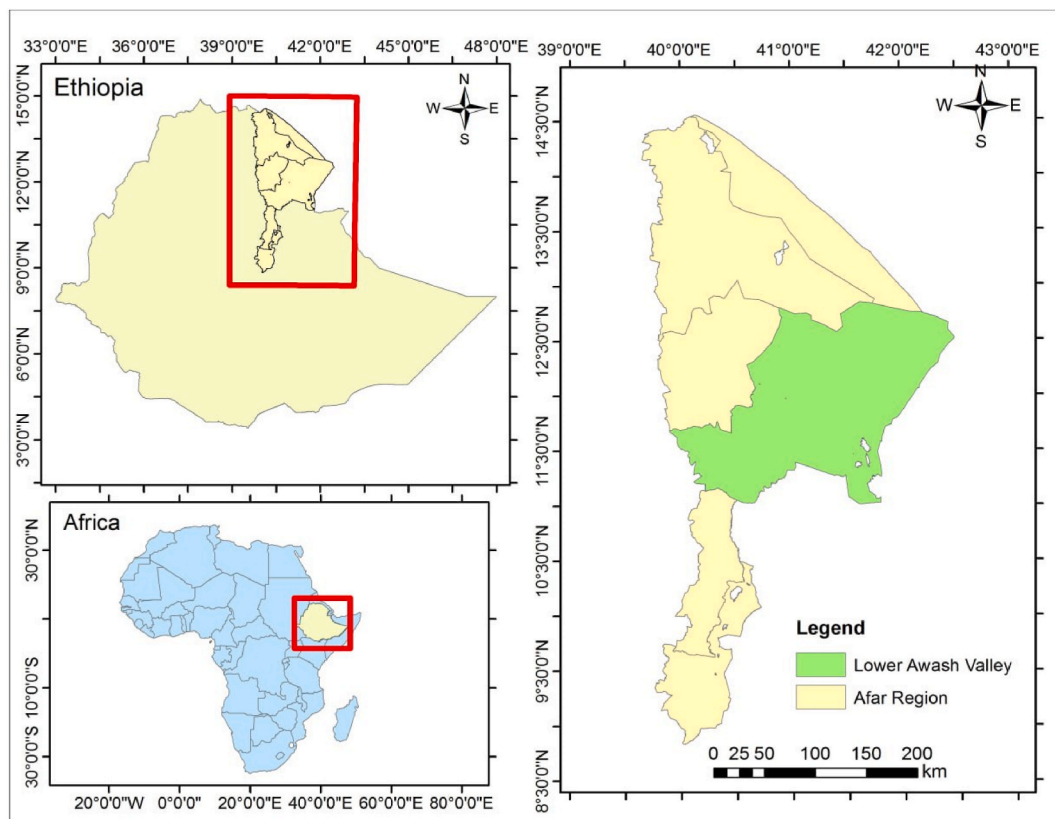 33°0'0"E 36°0'0"E 39°0'0"E 42°0'0"E 45°0'0"E 48°0'0"E
Ethiopia
N
W E
S
15°0'0"N
12°0'0"N
9°0'0"N
6°0'0"N
3°0'0"N
Africa
30°0'0"N
10°0'0"S
30°0'0"S
20°0'0"W 0°0'0" 20°0'0"E 40°0'0"E 60°0'0"E 80°0'0"E
39°0'0"E 40°0'0"E 41°0'0"E 42°0'0"E 43°0'0"E
N
W E
S
14°30'0"N
13°30'0"N
12°30'0"N
11°30'0"N
10°30'0"N
9°30'0"N
8°30'0"N
Legend
Lower Awash Valley
Afar Region
0 25 50 100 150 200
km